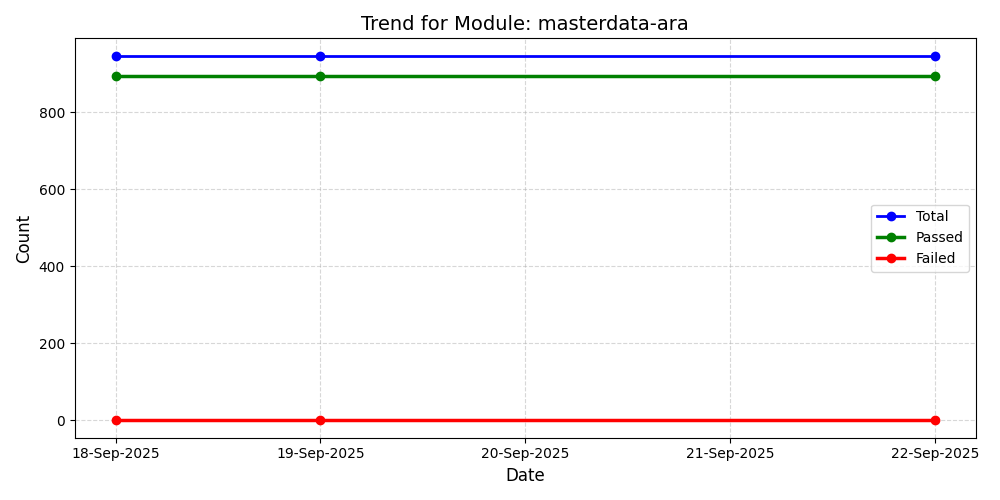 Trend for Module: masterdata-ara
Count
800
600
400
200
0
Total
Passed
Failed
18-Sep-2025
19-Sep-2025
20-Sep-2025
21-Sep-2025
22-Sep-2025
Date